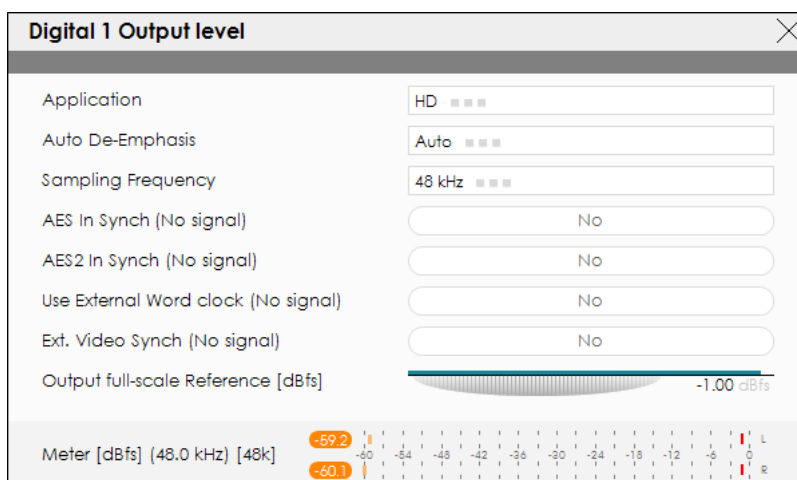 Digital 1 Output level
Application HD
Auto De-Emphasis Auto
Sampling Frequency 48 kHz
AES In Synch (No signal) No
AES2 In Synch (No signal) No
Use External Word clock (No signal) No
Ext. Video Synch (No signal) No
Output full-scale Reference [dBfs] -1.00 dBfs
-59.2 L
Meter [dBfs] (48.0 kHz) [48k] -60 -54 -48 -42 -36 -30 -24 -18 -12 -6 0
-60.1 R